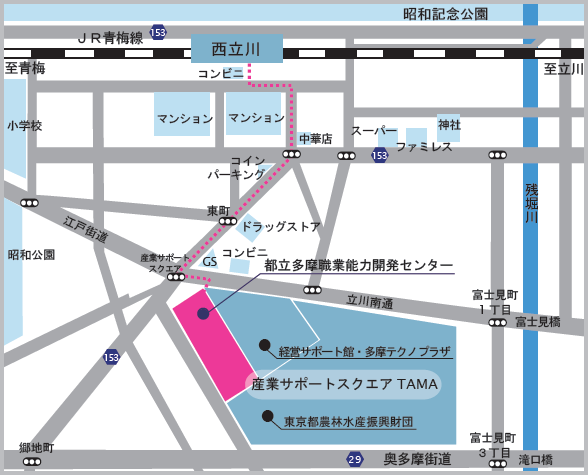 昭和記念公園
ＪＲ青梅線
153
西立川
至青梅
至立川
コンビニ
小学校
マンション
マンション
中華店
スーパー
153
ファミレス
神社
コイン
パーキング
残堀川
東町
ドラッグストア
江戸街道
昭和公園
産業サポート
スクエア
GS
コンビニ
都立多摩職業能力開発センター
立川南通
富士見町
1丁目
富士見橋
153
経営サポート館・多摩テクノプラザ
産業サポートスクエア TAMA
東京都農林水産振興財団
郷地町
29
奥多摩街道
富士見町
3丁目
滝口橋